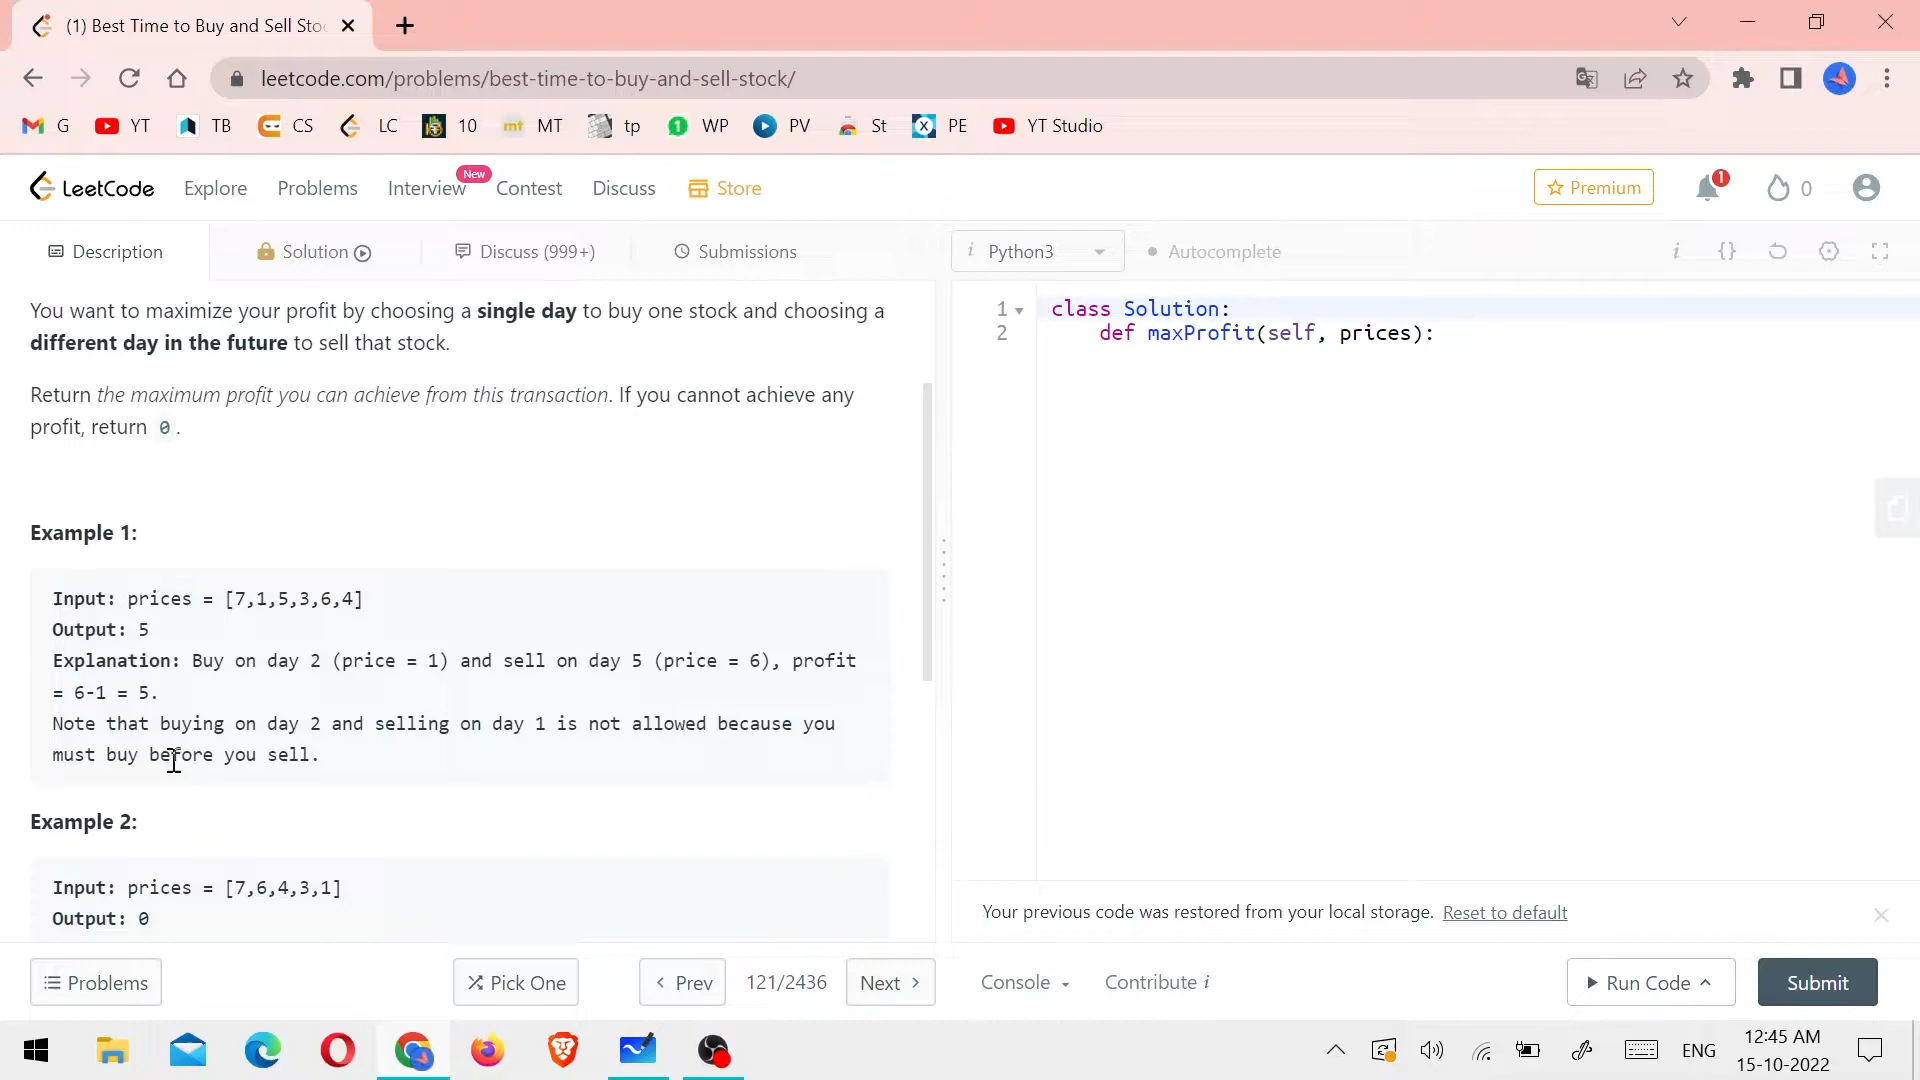 (1) Best Time to Buy and Sell Sto
leetcode.com/problems/best-time-to-buy-and-sell-stock/
G YT TB CS LC 10 mt MT tp 1 WP PV St X PE YT Studio
LeetCode Explore Problems Interview New Contest Discuss Store Premium 1 0
Description Solution Discuss (999+) Submissions i Python3 Autocomplete i {}
You want to maximize your profit by choosing a single day to buy one stock and choosing a
different day in the future to sell that stock.
Return the maximum profit you can achieve from this transaction. If you cannot achieve any
profit, return 0.
Example 1:
Input: prices = [7,1,5,3,6,4]
Output: 5
Explanation: Buy on day 2 (price = 1) and sell on day 5 (price = 6), profit
= 6-1 = 5.
Note that buying on day 2 and selling on day 1 is not allowed because you
must buy before you sell.
Example 2:
Input: prices = [7,6,4,3,1]
Output: 0
1 class Solution:
2 def maxProfit(self, prices):
Your previous code was restored from your local storage. Reset to default
Problems Pick One Prev 121/2436 Next Console Contribute i Run Code Submit
ENG 12:45 AM
15-10-2022